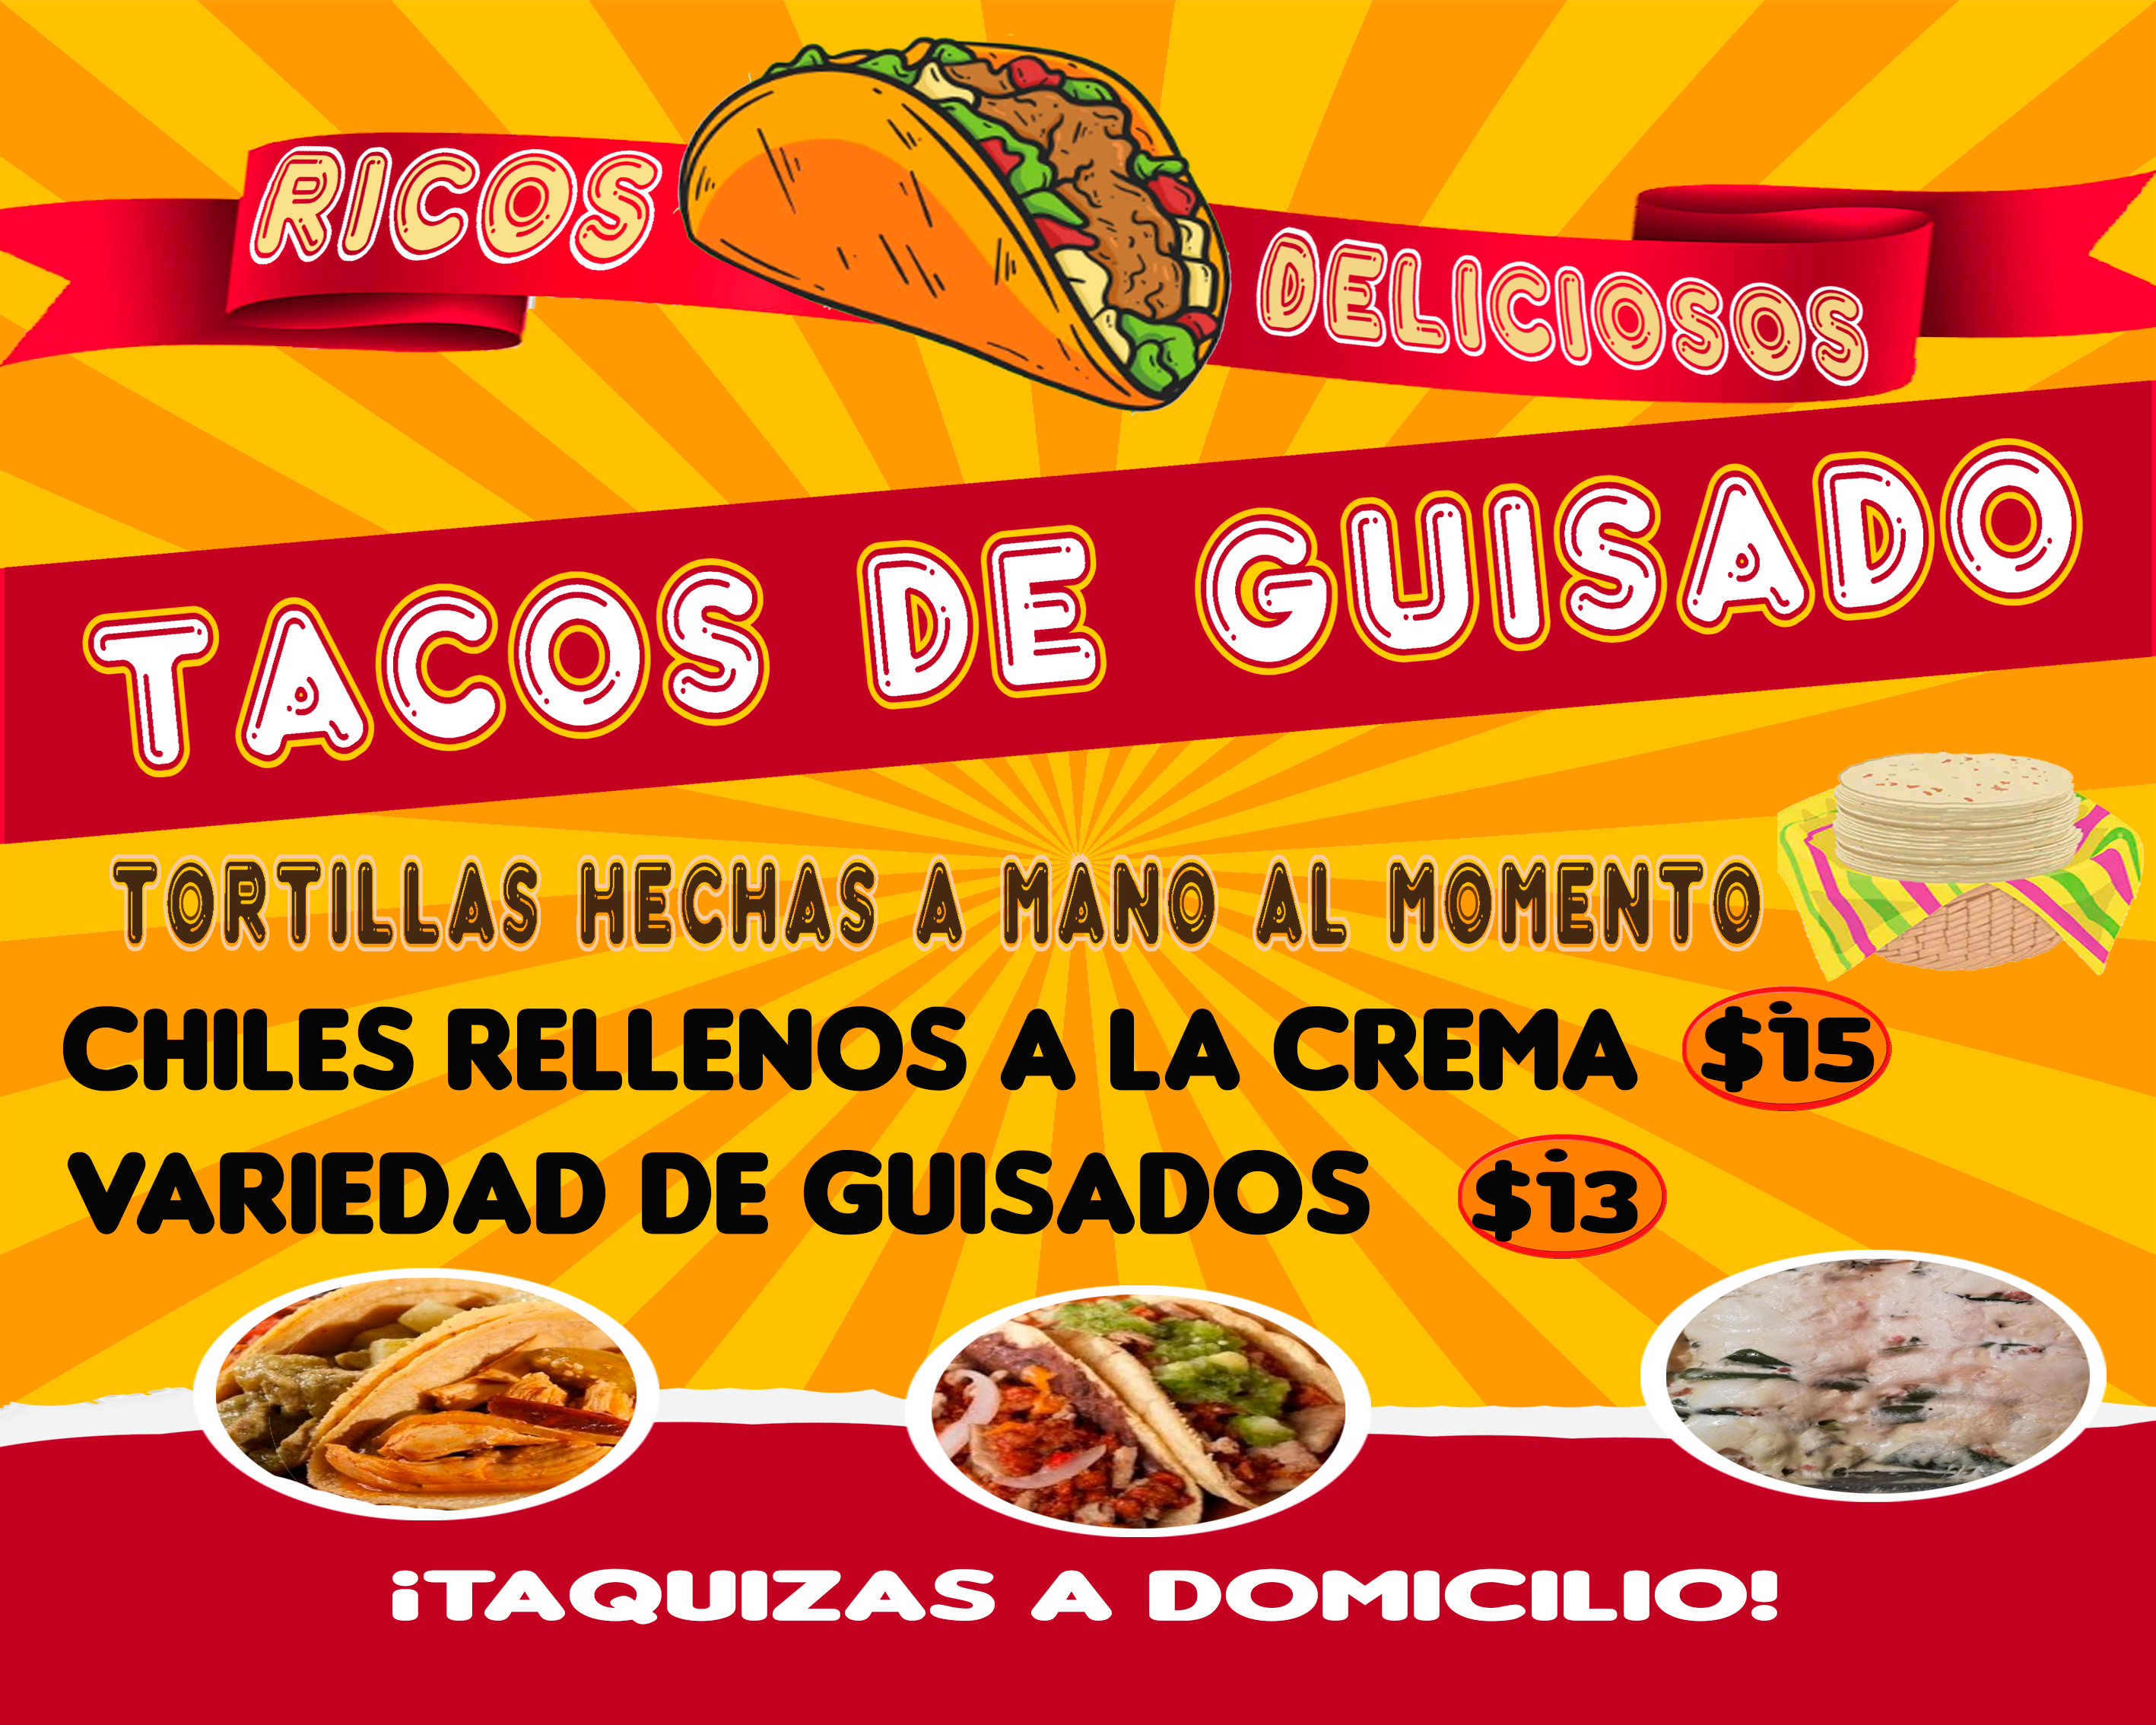 RICOS
DELICIOSOS
TACOS DE GUISADO
TORTILLAS HECHAS A MANO AL MOMENTO
CHILES RELLENOS A LA CREMA $15
VARIEDAD DE GUISADOS $13
¡TAQUIZAS A DOMICILIO!